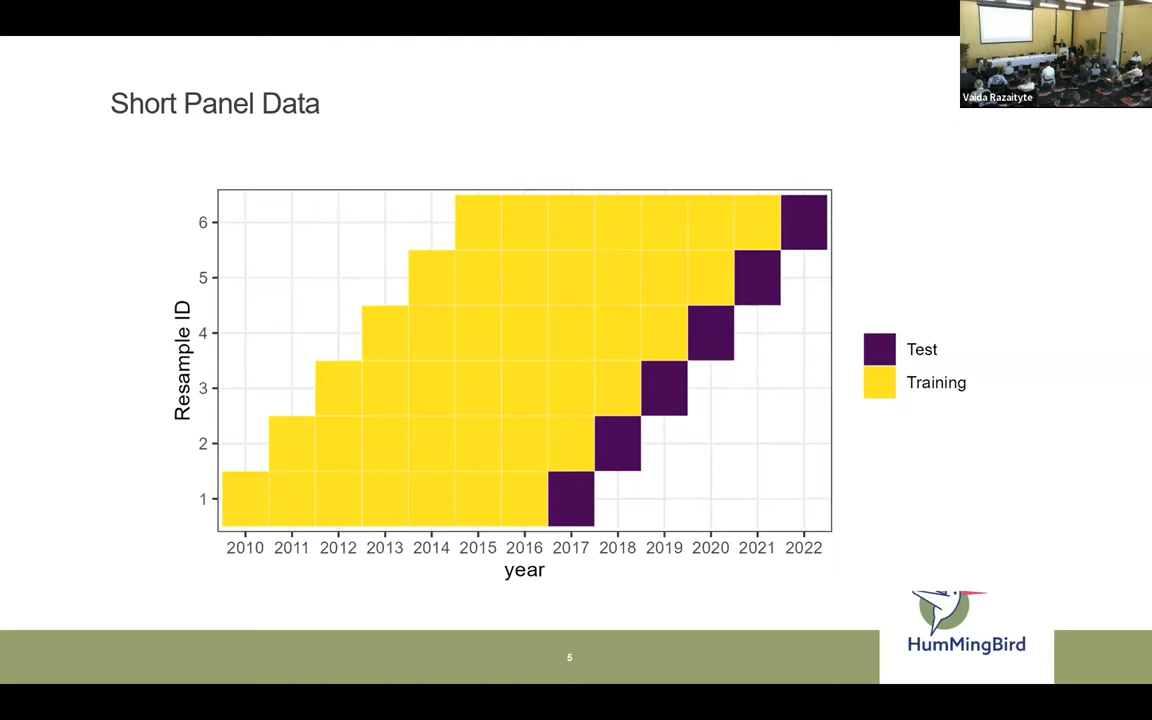 Short Panel Data
Vaida Razaityte
Resample ID
6
5
4
3
2
1
2010 2011 2012 2013 2014 2015 2016 2017 2018 2019 2020 2021 2022
year
Test
Training
5
HumMingBird